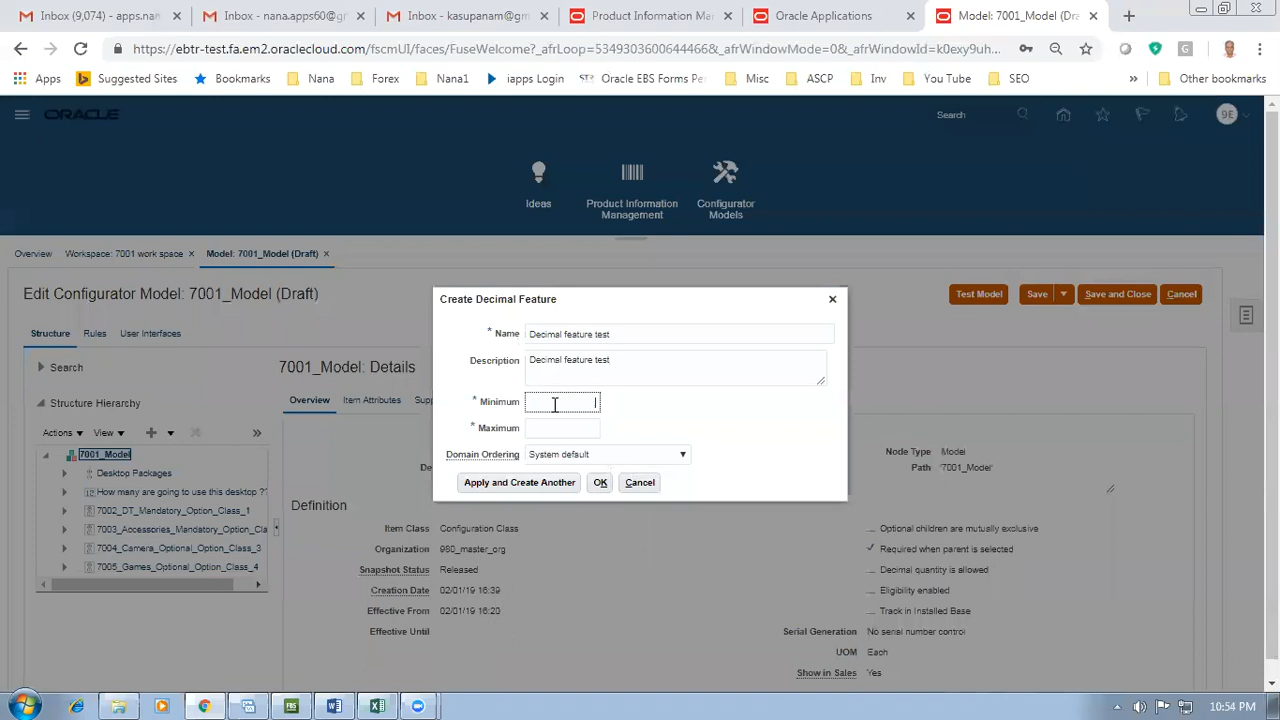 Inbox (9,074) - apps.nat
Inbox - nana.apps00@gr
Inbox - kasupanam@gm
Product Information Ma
Oracle Applications
Model: 7001_Model (Dra
https://ebtr-test.fa.em2.oraclecloud.com/fscmUI/faces/FuseWelcome?_afrLoop=53493036006444466&_afrWindowMode=0&_afrWindowId=k0exy9uh...
Apps
Suggested Sites
Bookmarks
Nana
Forex
Nana1
iapps Login
Oracle EBS Forms Pe
Misc
ASCP
Inv
You Tube
SEO
»
Other bookmarks
ORACLE
Search
9E
Ideas
Product Information Management
Configurator Models
Overview
Workspace: 7001 work space
Model: 7001_Model (Draft)
Edit Configurator Model: 7001_Model (Draft)
Test Model
Save
Save and Close
Cancel
Structure
Rules
User Interfaces
Search
Structure Hierarchy
Actions
View
»
7001_Model
Desktop Packages
How many are going to use this desktop ??
7002_DT_Mandatory_Option_Class_1
7003_Accessories_Mandatory_Option_Cla
7004_Camera_Optional_Option_Class_3
7005_Games_Optional_Option_Class_4
7001_Model: Details
Overview
Item Attributes
Supp
De
Node Type Model
Path '7001_Model'
Definition
Item Class Configuration Class
Organization 980_master_org
Snapshot Status Released
Creation Date 02/01/19 16:39
Effective From 02/01/19 16:20
Effective Until
Optional children are mutually exclusive
Required when parent is selected
Decimal quantity is allowed
Eligibility enabled
Track in Installed Base
Serial Generation No serial number control
UOM Each
Show in Sales Yes
Create Decimal Feature
* Name Decimal feature test
Description Decimal feature test
* Minimum
* Maximum
Domain Ordering System default
Apply and Create Another
OK
Cancel
10:54 PM